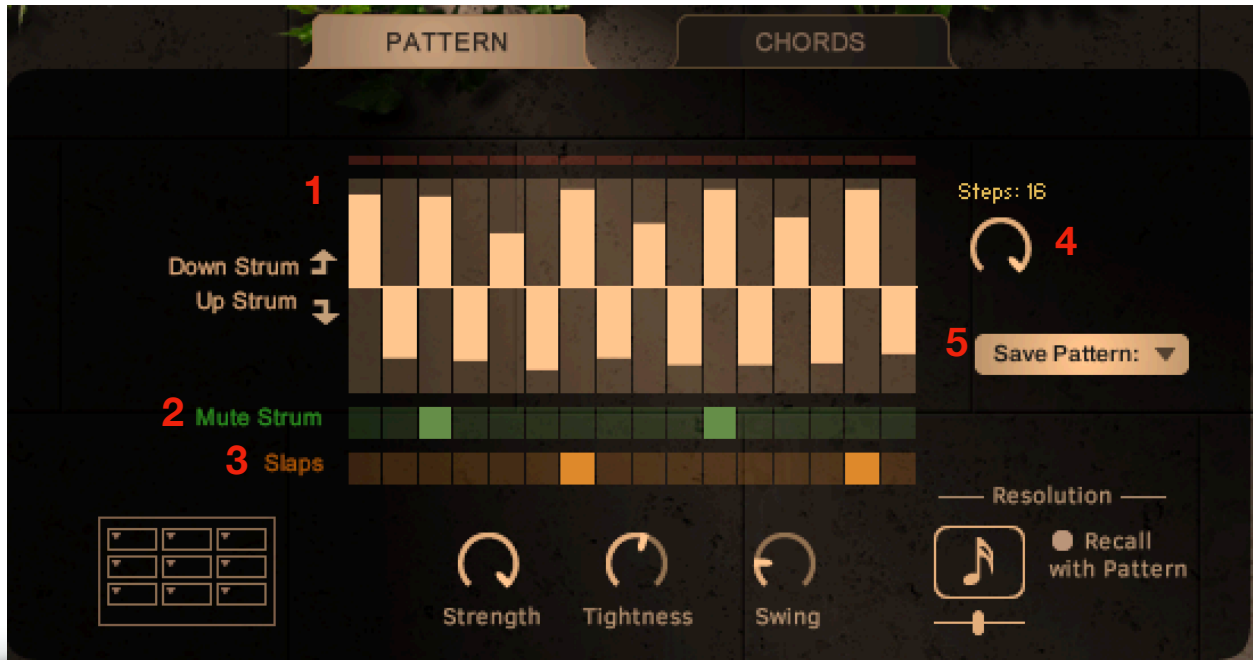 PATTERN
CHORDS
1
Steps: 16
4
Down Strum
Up Strum
5
Save Pattern:
2
Mute Strum
3
Slaps
Resolution
Recall
with Pattern
Strength
Tightness
Swing